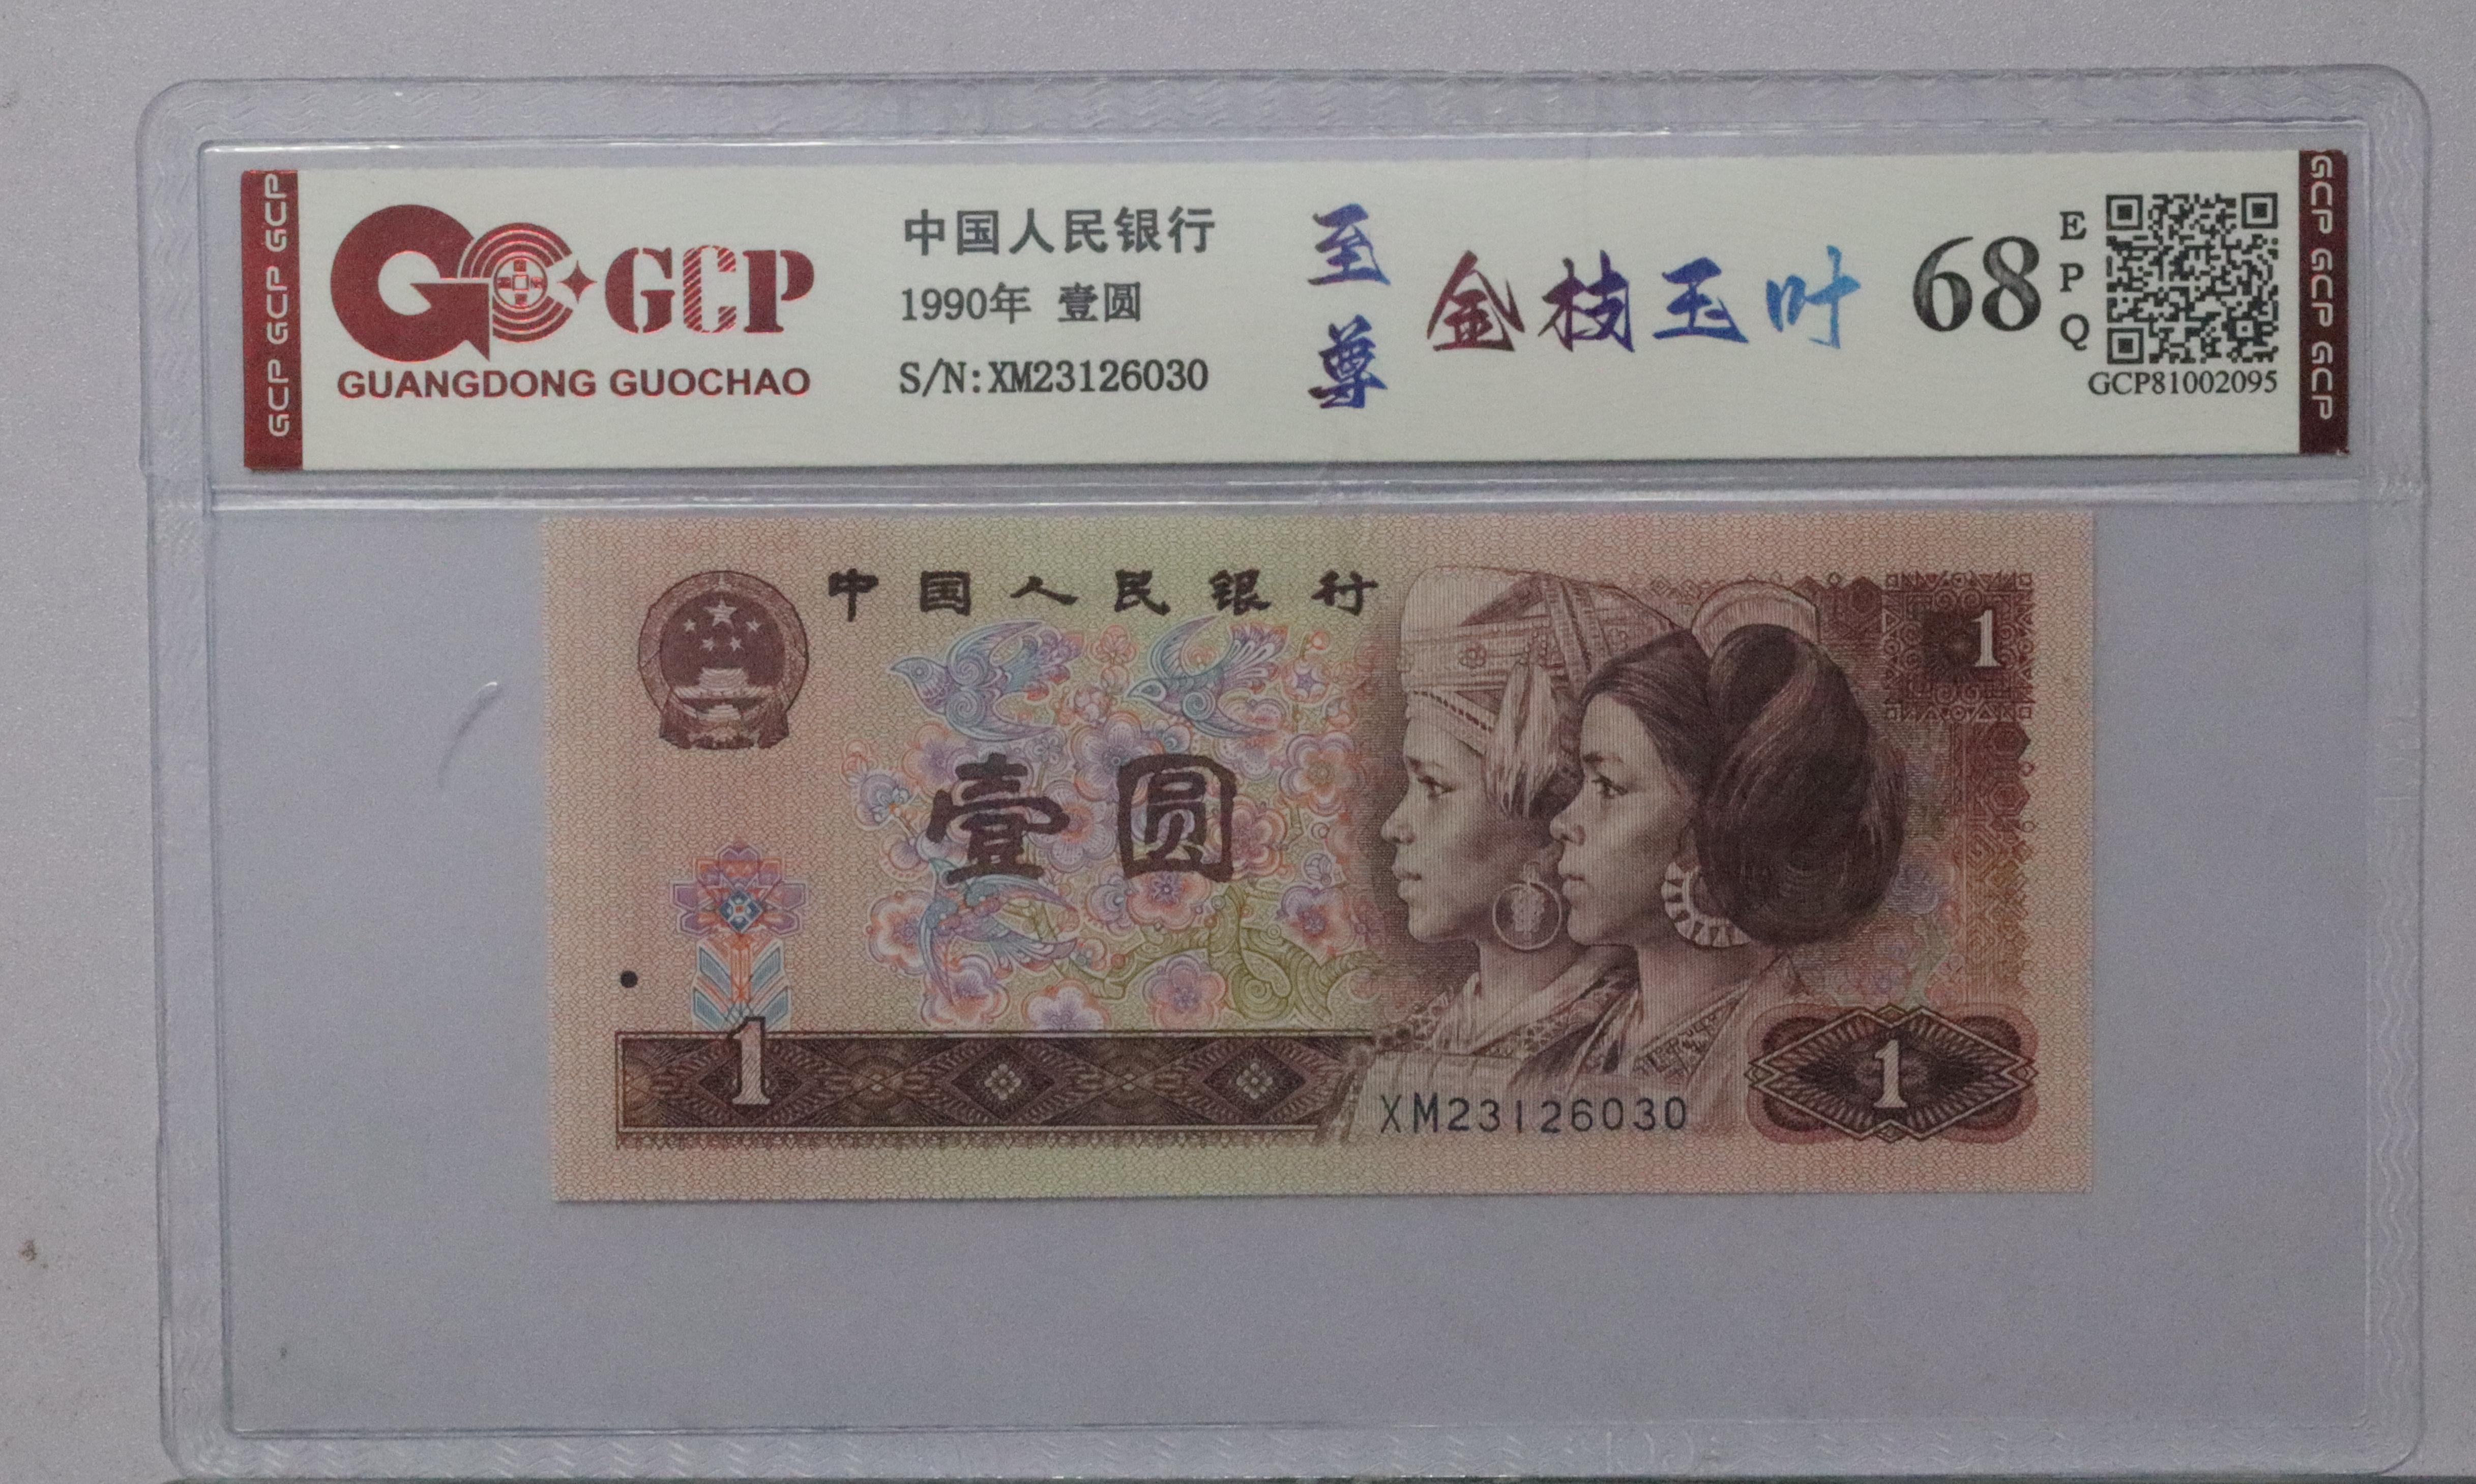 GCP GCP GCP
GCP
GUANGDONG GUOCHAO
中国人民银行
1990年 壹圆
S/N:XM23126030
至尊
金枝玉叶
68
EPQ
GCP81002095
GCP GCP GCP
中国人民银行
1
壹圆
1
1
XM23126030